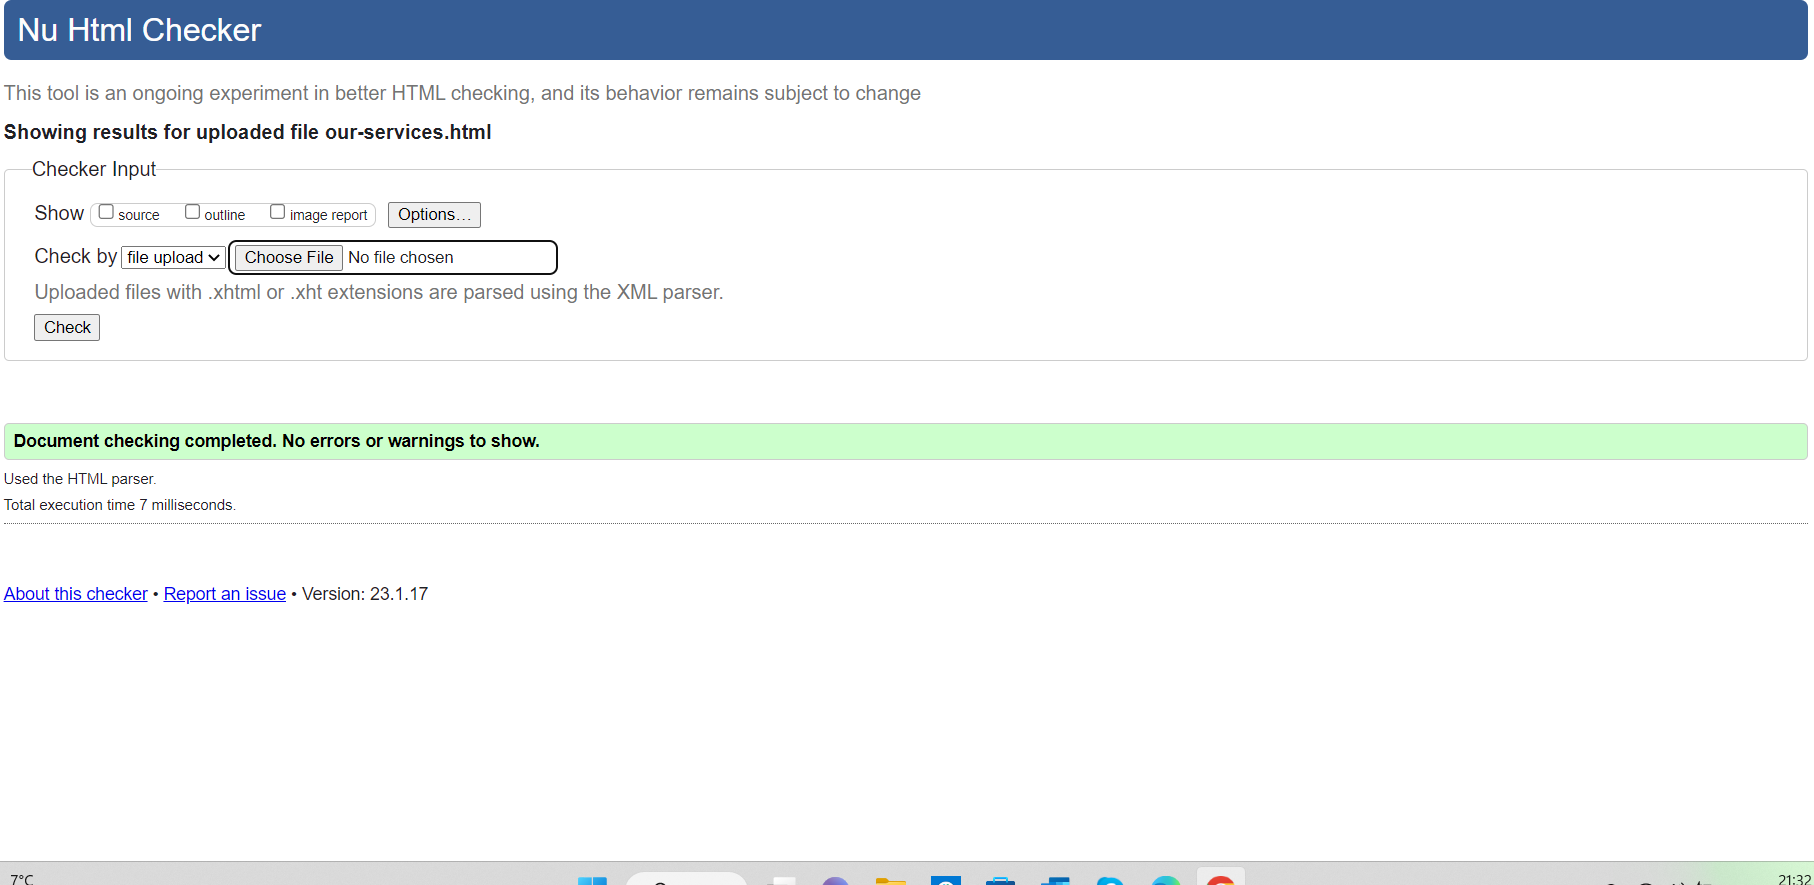 Nu Html Checker
This tool is an ongoing experiment in better HTML checking, and its behavior remains subject to change
Showing results for uploaded file our-services.html
Checker Input
Show source outline image report Options…
Check by file upload Choose File No file chosen
Uploaded files with .xhtml or .xht extensions are parsed using the XML parser.
Check
Document checking completed. No errors or warnings to show.
Used the HTML parser.
Total execution time 7 milliseconds.
About this checker • Report an issue • Version: 23.1.17
7°C
21:32